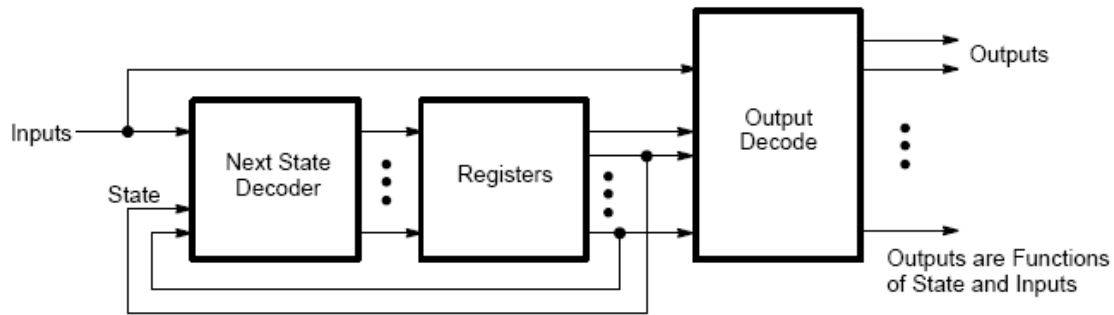 Inputs
State
Next State
Decoder
Registers
Output
Decode
Outputs
Outputs are Functions
of State and Inputs